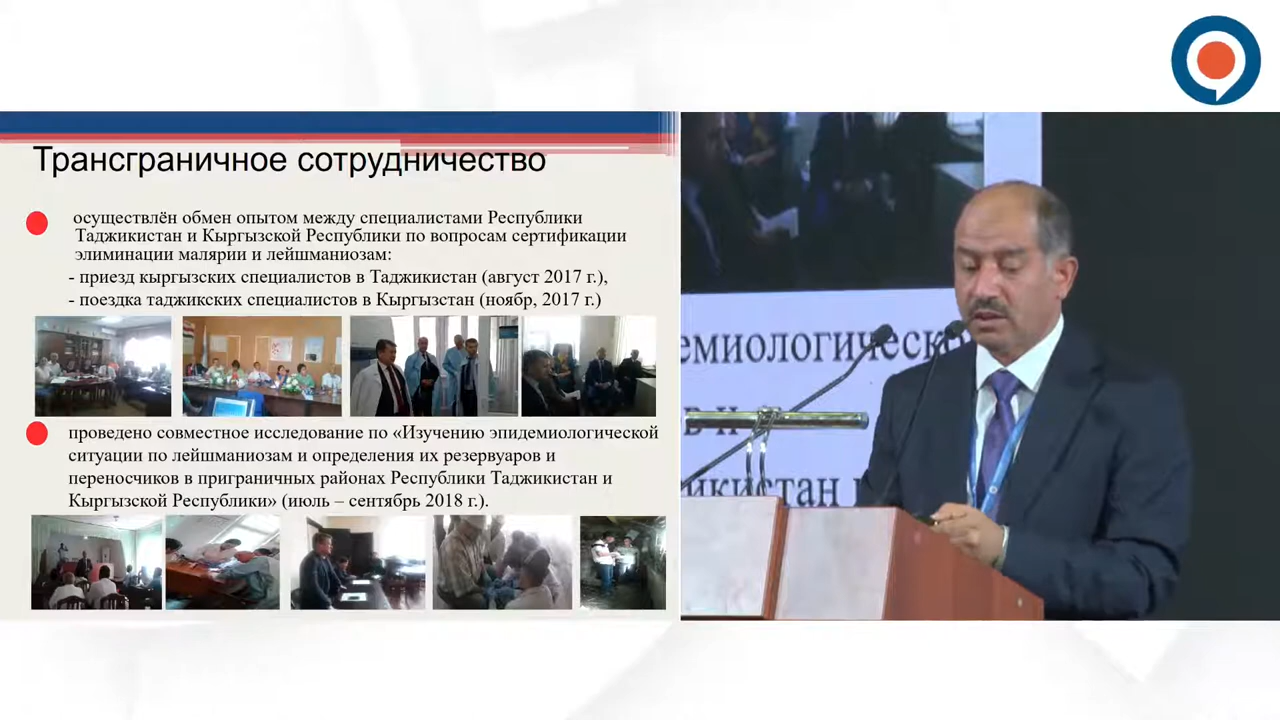 Трансграничное сотрудничество
осуществлён обмен опытом между специалистами Республики
Таджикистан и Кыргызской Республики по вопросам сертификации
элиминации малярии и лейшманиозам:
- приезд кыргызских специалистов в Таджикистан (август 2017 г.),
- поездка таджикских специалистов в Кыргызстан (ноябр, 2017 г.)
проведено совместное исследование по «Изучению эпидемиологической
ситуации по лейшманиозам и определения их резервуаров и
переносчиков в приграничных районах Республики Таджикистан и
Кыргызской Республики» (июль – сентябрь 2018 г.).
емиологическо
в и
икистан